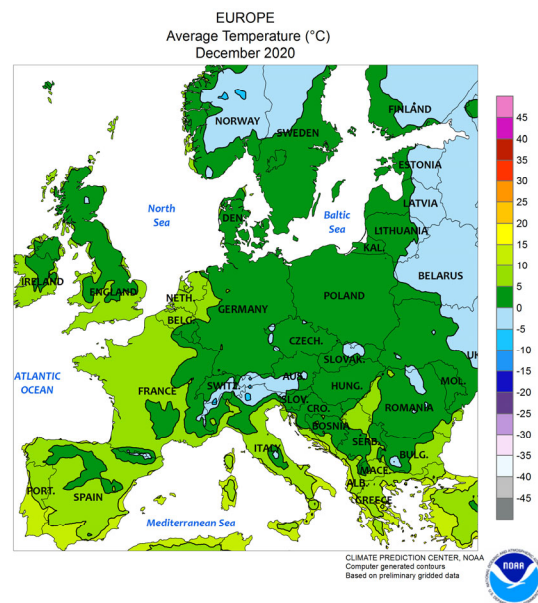 EUROPE
Average Temperature (°C)
December 2020
FINLAND
NORWAY
SWEDEN
ESTONIA
North
Sea
Baltic
Sea
LATVIA
DEN.
LITHUANIA
KAL.
BELARUS
IRELAND
ENGLAND
NETH.
BELG.
GERMANY
POLAND
CZECH.
SLOVAK.
UK
ATLANTIC
OCEAN
FRANCE
SWITZ.
AUS.
HUNG.
MOL.
SLOV.
CRO.
ROMANIA
BOSNIA
ITALY
SERB.
BULG.
MACE.
ALB.
PORT.
SPAIN
GREECE
Mediterranean Sea
45
40
35
30
25
20
15
10
5
0
-5
-10
-15
-20
-25
-30
-35
-40
-45
CLIMATE PREDICTION CENTER, NOAA
Computer generated contours
Based on preliminary gridded data
NOAA